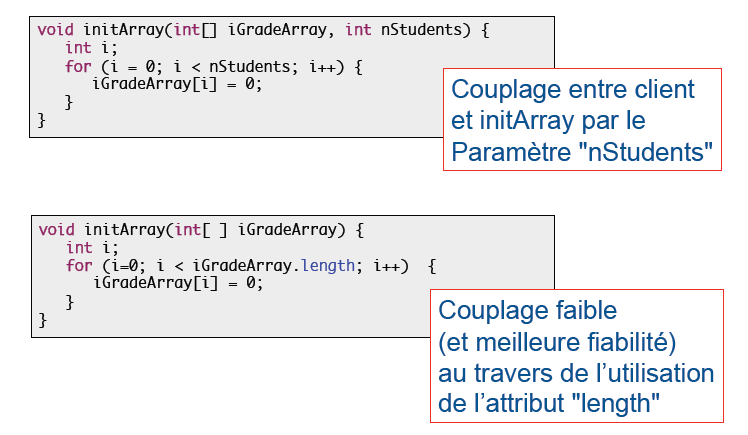 void initArray(int[] iGradeArray, int nStudents) {
int i;
for (i = 0; i < nStudents; i++) {
iGradeArray[i] = 0;
}
}
Couplage entre client
et initArray par le
Paramètre "nStudents"
void initArray(int[ ] iGradeArray) {
int i;
for (i=0; i < iGradeArray.length; i++)  {
iGradeArray[i] = 0;
}
}
Couplage faible
(et meilleure fiabilité)
au travers de l’utilisation
de l’attribut "length"